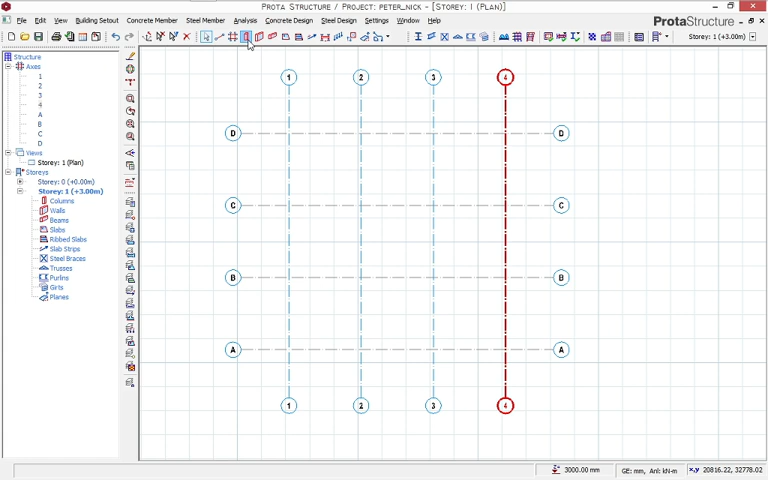 PROTA STRUCTURE / PROJECT: PETER_NICK - [STOREY: 1 (PLAN)]
File Edit View Building Setout Concrete Member Steel Member Analysis Concrete Design Steel Design Settings Window Help
ProtaStructure
Storey: 1 (+3.00m)
Structure
Axes
1
2
3
4
A
B
C
D
Views
Storey: 1 (Plan)
Storeys
Storey: 0 (+0.00m)
Storey: 1 (+3.00m)
Columns
Walls
Beams
Slabs
Ribbed Slabs
Slab Strips
Steel Braces
Trusses
Purlins
Girts
Planes
1 2 3 4
D D
C C
B B
A A
1 2 3 4
3000.00 mm GE: mm, Anl: kN-m x,y 20816.22, 32778.02